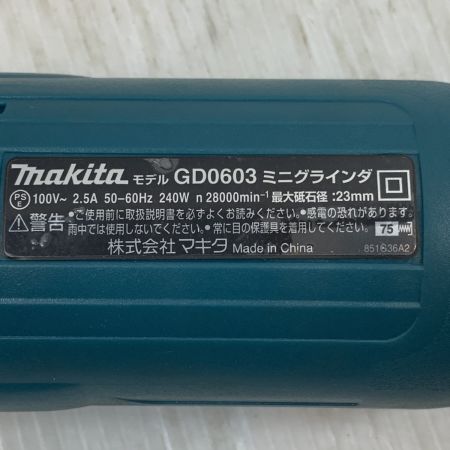 makita モデル GD0603 ミニグラインダ
PS E 100V~ 2.5A 50-60Hz 240W n 28000min⁻¹ 最大砥石径:23mm
⚠警告 •ご使用前に取扱説明書を必ずよくお読みください。•感電の恐れがあります。
雨中では使用しないでください。•常に目の保護具を着用してください。 75
株式会社 マキタ Made in China 851S36A2